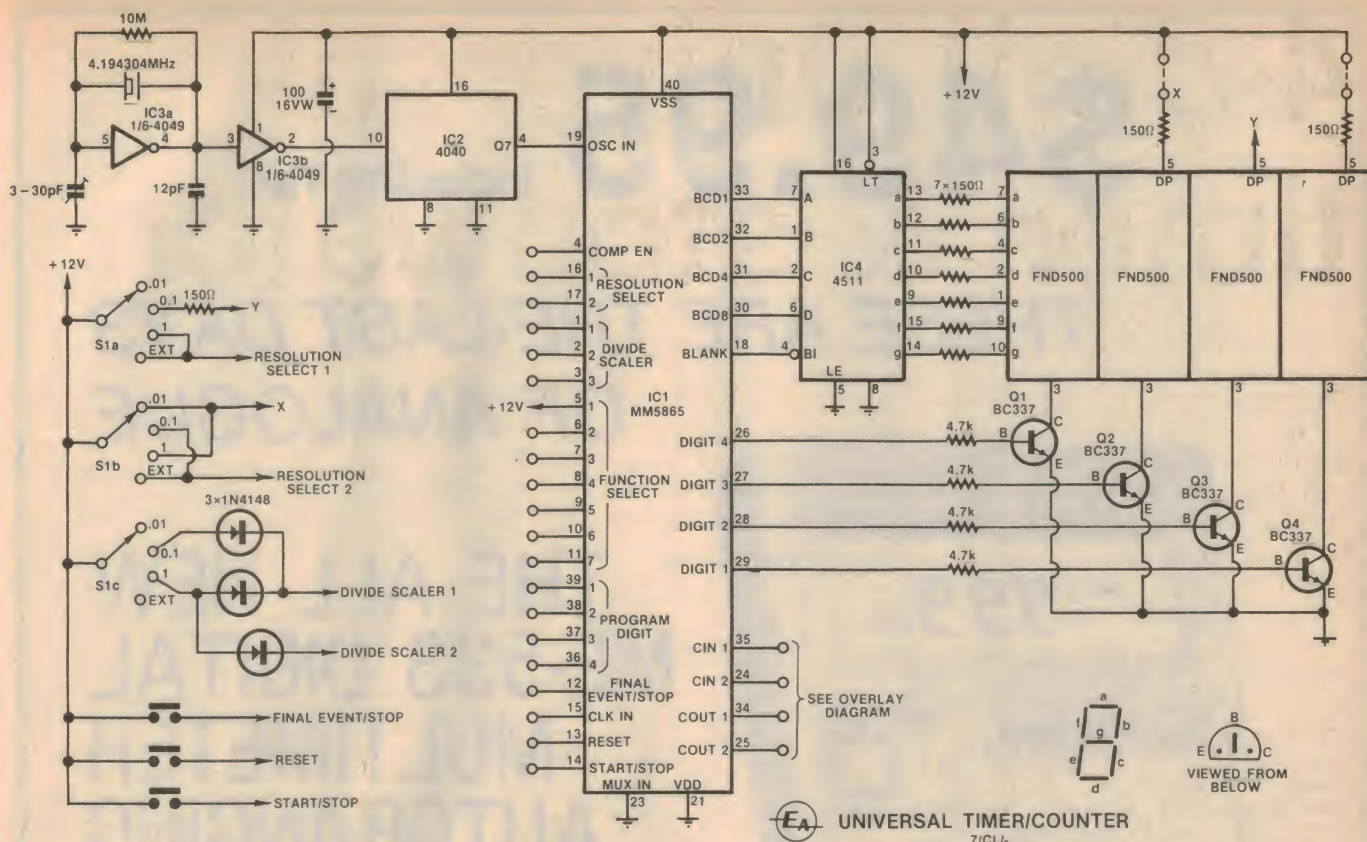 10M
4.194304MHz
IC3a
1/6-4049
5
4
3
1
2
8
IC3b
1/6-4049
3–30pF
12pF
100
16VW
16
10
IC2
4040
Q7
4
8
11
40
VSS
19
OSC IN
+12V
X
150Ω
Y
150Ω
5
DP
5
DP
5
DP
16
3
LT
BCD1
33
7
A
BCD2
32
1
B
BCD4
31
2
C
BCD8
30
6
D
BLANK
18
4
BI
IC4
4511
LE
5
8
13
12
11
10
9
15
14
a
b
c
d
e
f
g
7×150Ω
7
6
4
2
1
9
10
a
b
c
d
e
f
g
FND500
FND500
FND500
FND500
3
3
3
3
+12V
S1a
.01
0.1
150Ω
Y
1
EXT
RESOLUTION
SELECT 1
S1b
.01
X
0.1
1
EXT
RESOLUTION
SELECT 2
3×1N4148
S1c
.01
0.1
1
EXT
DIVIDE SCALER 1
DIVIDE SCALER 2
FINAL EVENT/STOP
RESET
START/STOP
4
COMP EN
16
1
17
2
RESOLUTION
SELECT
1
1
2
2
3
3
DIVIDE
SCALER
IC1
MM5865
+12V
5
1
6
2
7
3
8
4
9
5
10
6
11
7
FUNCTION
SELECT
39
1
38
2
37
3
36
4
PROGRAM
DIGIT
12
FINAL
EVENT/STOP
15
CLK IN
13
RESET
14
START/STOP
MUX IN
23
VDD
21
DIGIT 4
26
4.7k
DIGIT 3
27
4.7k
DIGIT 2
28
4.7k
DIGIT 1
29
4.7k
Q1
BC337
B
C
E
Q2
BC337
B
C
E
Q3
BC337
B
C
E
Q4
BC337
B
C
E
CIN 1
35
CIN 2
24
COUT 1
34
COUT 2
25
SEE OVERLAY
DIAGRAM
a
f
g
b
e
c
d
B
E
C
VIEWED FROM
BELOW
EA
UNIVERSAL TIMER/COUNTER